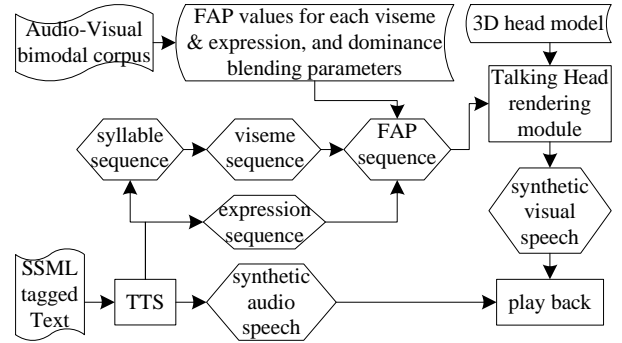 Audio-Visual
bimodal corpus
FAP values for each viseme
& expression, and dominance
blending parameters
3D head model
Talking Head
rendering
module
syllable
sequence
viseme
sequence
FAP
sequence
expression
sequence
synthetic
visual
speech
SSML
tagged
Text
TTS
synthetic
audio
speech
play back